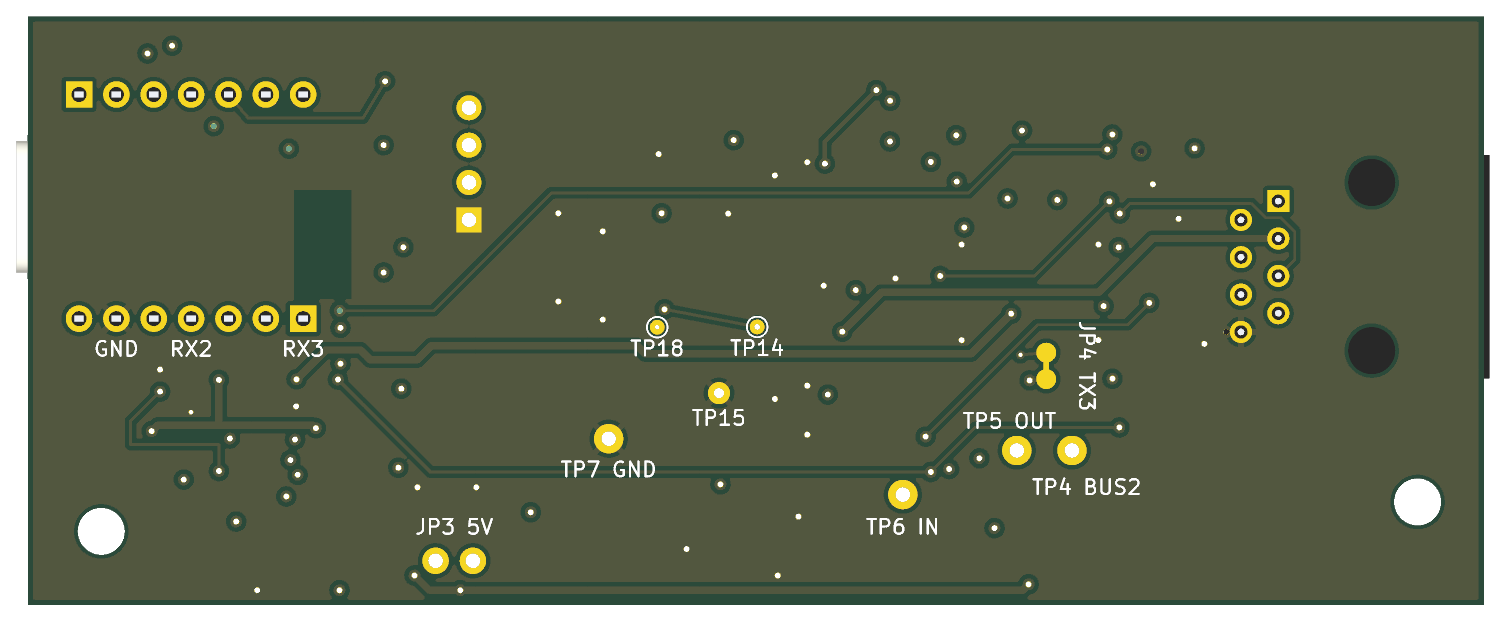 GND RX2 RX3
TP18 TP14
JP4 TX3
TP15
TP5 OUT
TP7 GND
TP4 BUS2
JP3 5V
TP6 IN